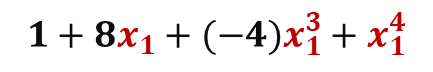 1 + 8x₁ + (−4)x₁³ + x₁⁴